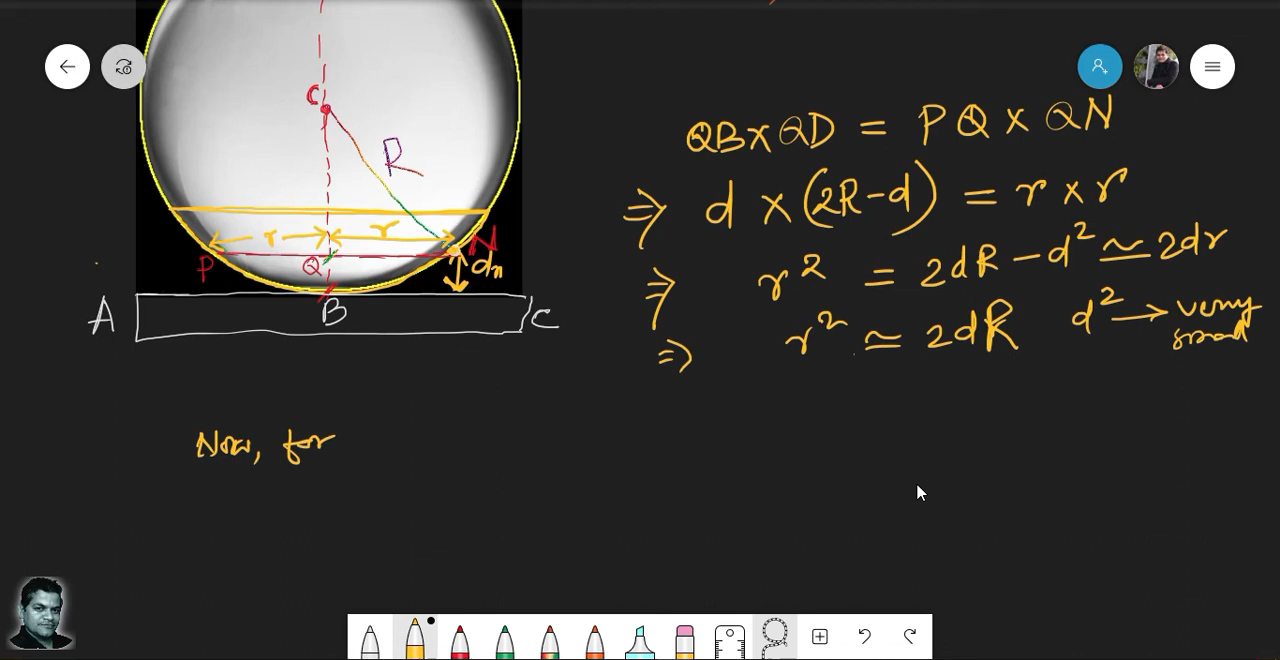 C
R
r r N
P Q dn
A B C
QB × QD = PQ × QN
⇒ d × (2R-d) = r × r
⇒ r² = 2dR - d² ≃ 2dr
⇒ r² ≃ 2dR d² → very small
Now, for